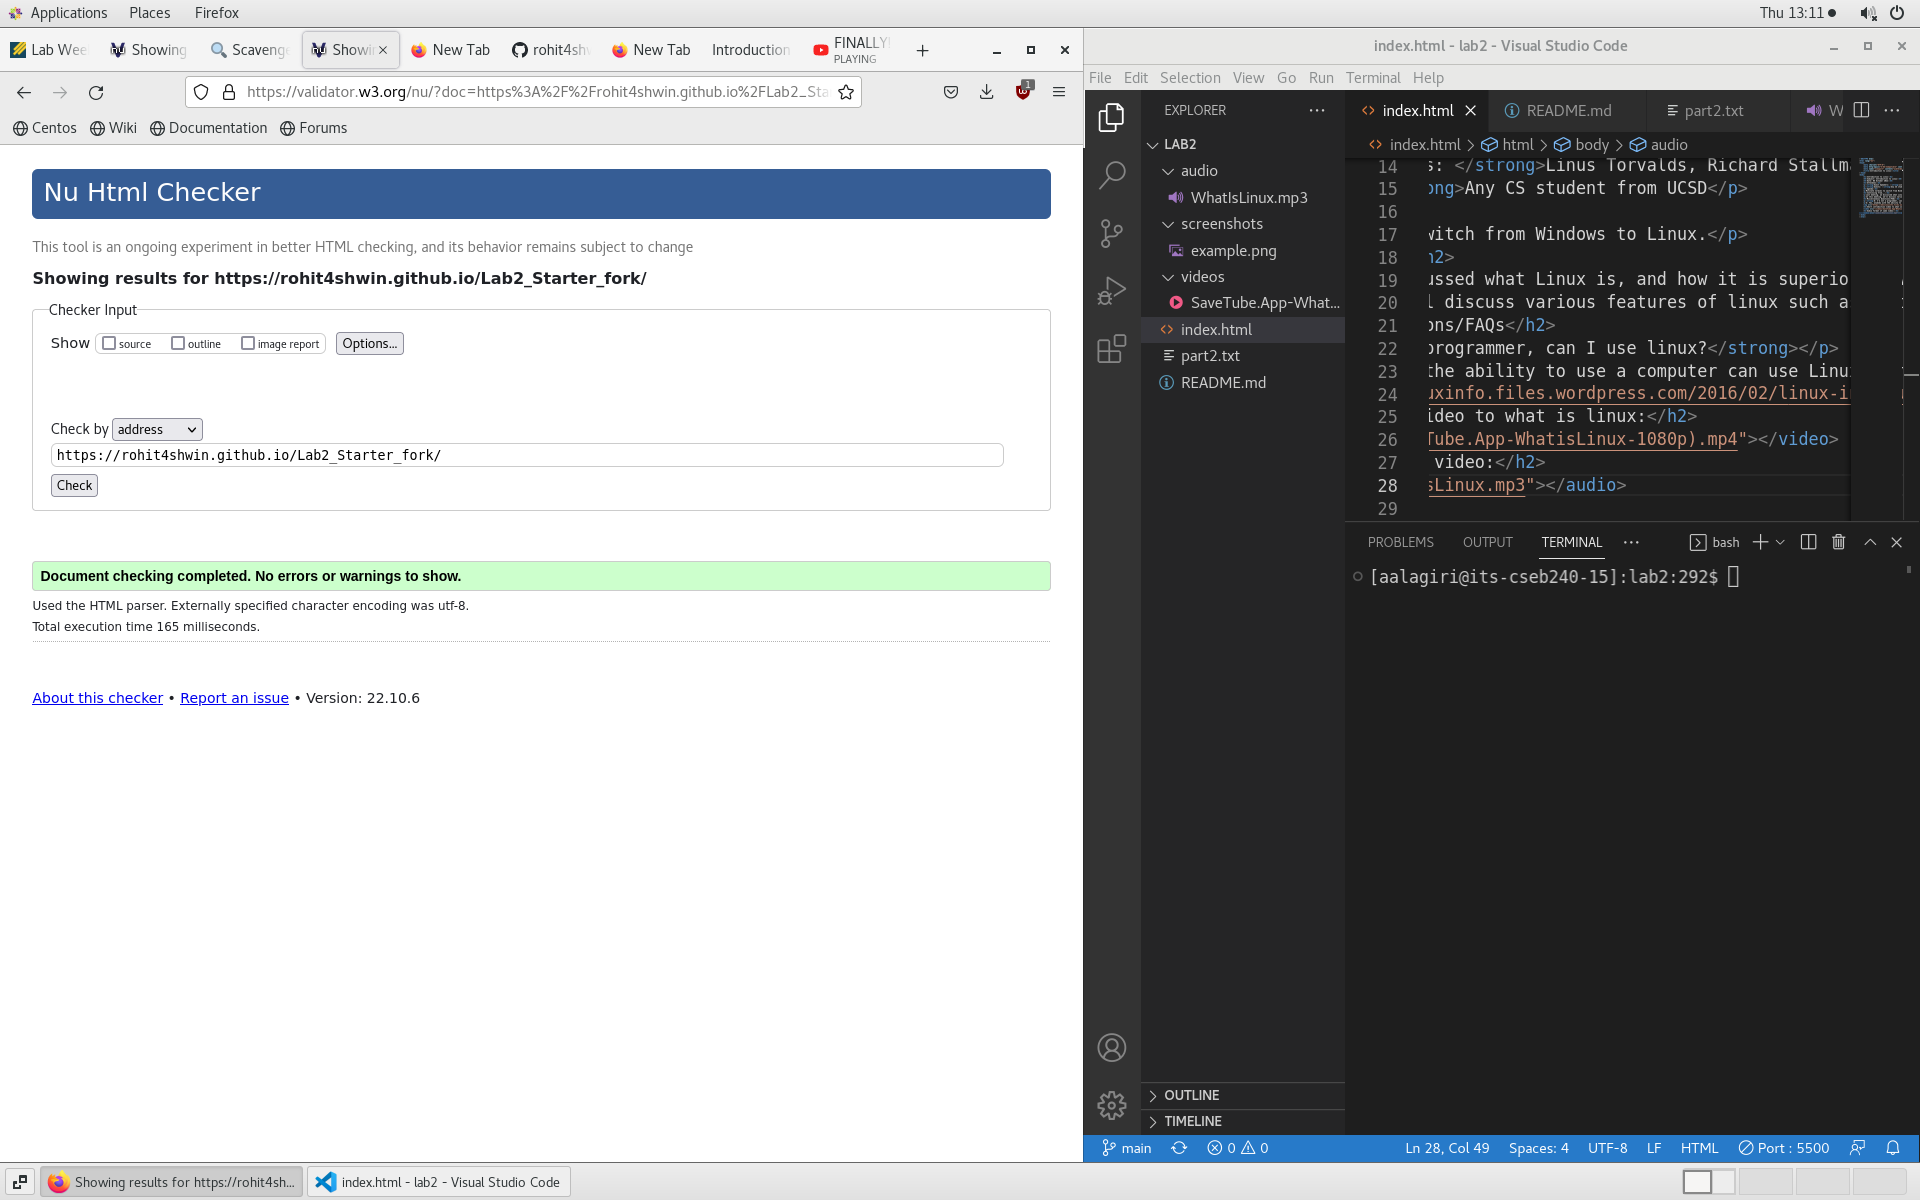 Applications Places Firefox Thu 13:11
Lab Wee Showing Scaveng Showin New Tab rohit4shw New Tab Introduction FINALLY!
PLAYING
https://validator.w3.org/nu/?doc=https%3A%2F%2Frohit4shwin.github.io%2FLab2_Sta
1
Centos Wiki Documentation Forums
Nu Html Checker
This tool is an ongoing experiment in better HTML checking, and its behavior remains subject to change
Showing results for https://rohit4shwin.github.io/Lab2_Starter_fork/
Checker Input
Show source outline image report Options...
Check by address
https://rohit4shwin.github.io/Lab2_Starter_fork/
Check
Document checking completed. No errors or warnings to show.
Used the HTML parser. Externally specified character encoding was utf-8.
Total execution time 165 milliseconds.
About this checker • Report an issue • Version: 22.10.6
index.html - lab2 - Visual Studio Code
File Edit Selection View Go Run Terminal Help
EXPLORER
LAB2
audio
WhatIsLinux.mp3
screenshots
example.png
videos
SaveTube.App-What...
index.html
part2.txt
README.md
OUTLINE
TIMELINE
index.html README.md part2.txt W
index.html > html > body > audio
14 s: </strong>Linus Torvalds, Richard Stallm
15 ong>Any CS student from UCSD</p>
16
17 witch from Windows to Linux.</p>
18 h2>
19 ussed what Linux is, and how it is superio
20 l discuss various features of linux such a
21 ons/FAQs</h2>
22 programmer, can I use linux?</strong></p>
23 the ability to use a computer can use Linu
24 uxinfo.files.wordpress.com/2016/02/linux-i
25 ideo to what is linux:</h2>
26 Tube.App-WhatisLinux-1080p).mp4"></video>
27 video:</h2>
28 sLinux.mp3"></audio>
29
PROBLEMS OUTPUT TERMINAL bash
[aalagiri@its-cseb240-15]:lab2:292$
main 0 0 Ln 28, Col 49 Spaces: 4 UTF-8 LF HTML Port : 5500
Showing results for https://rohit4sh... index.html - lab2 - Visual Studio Code